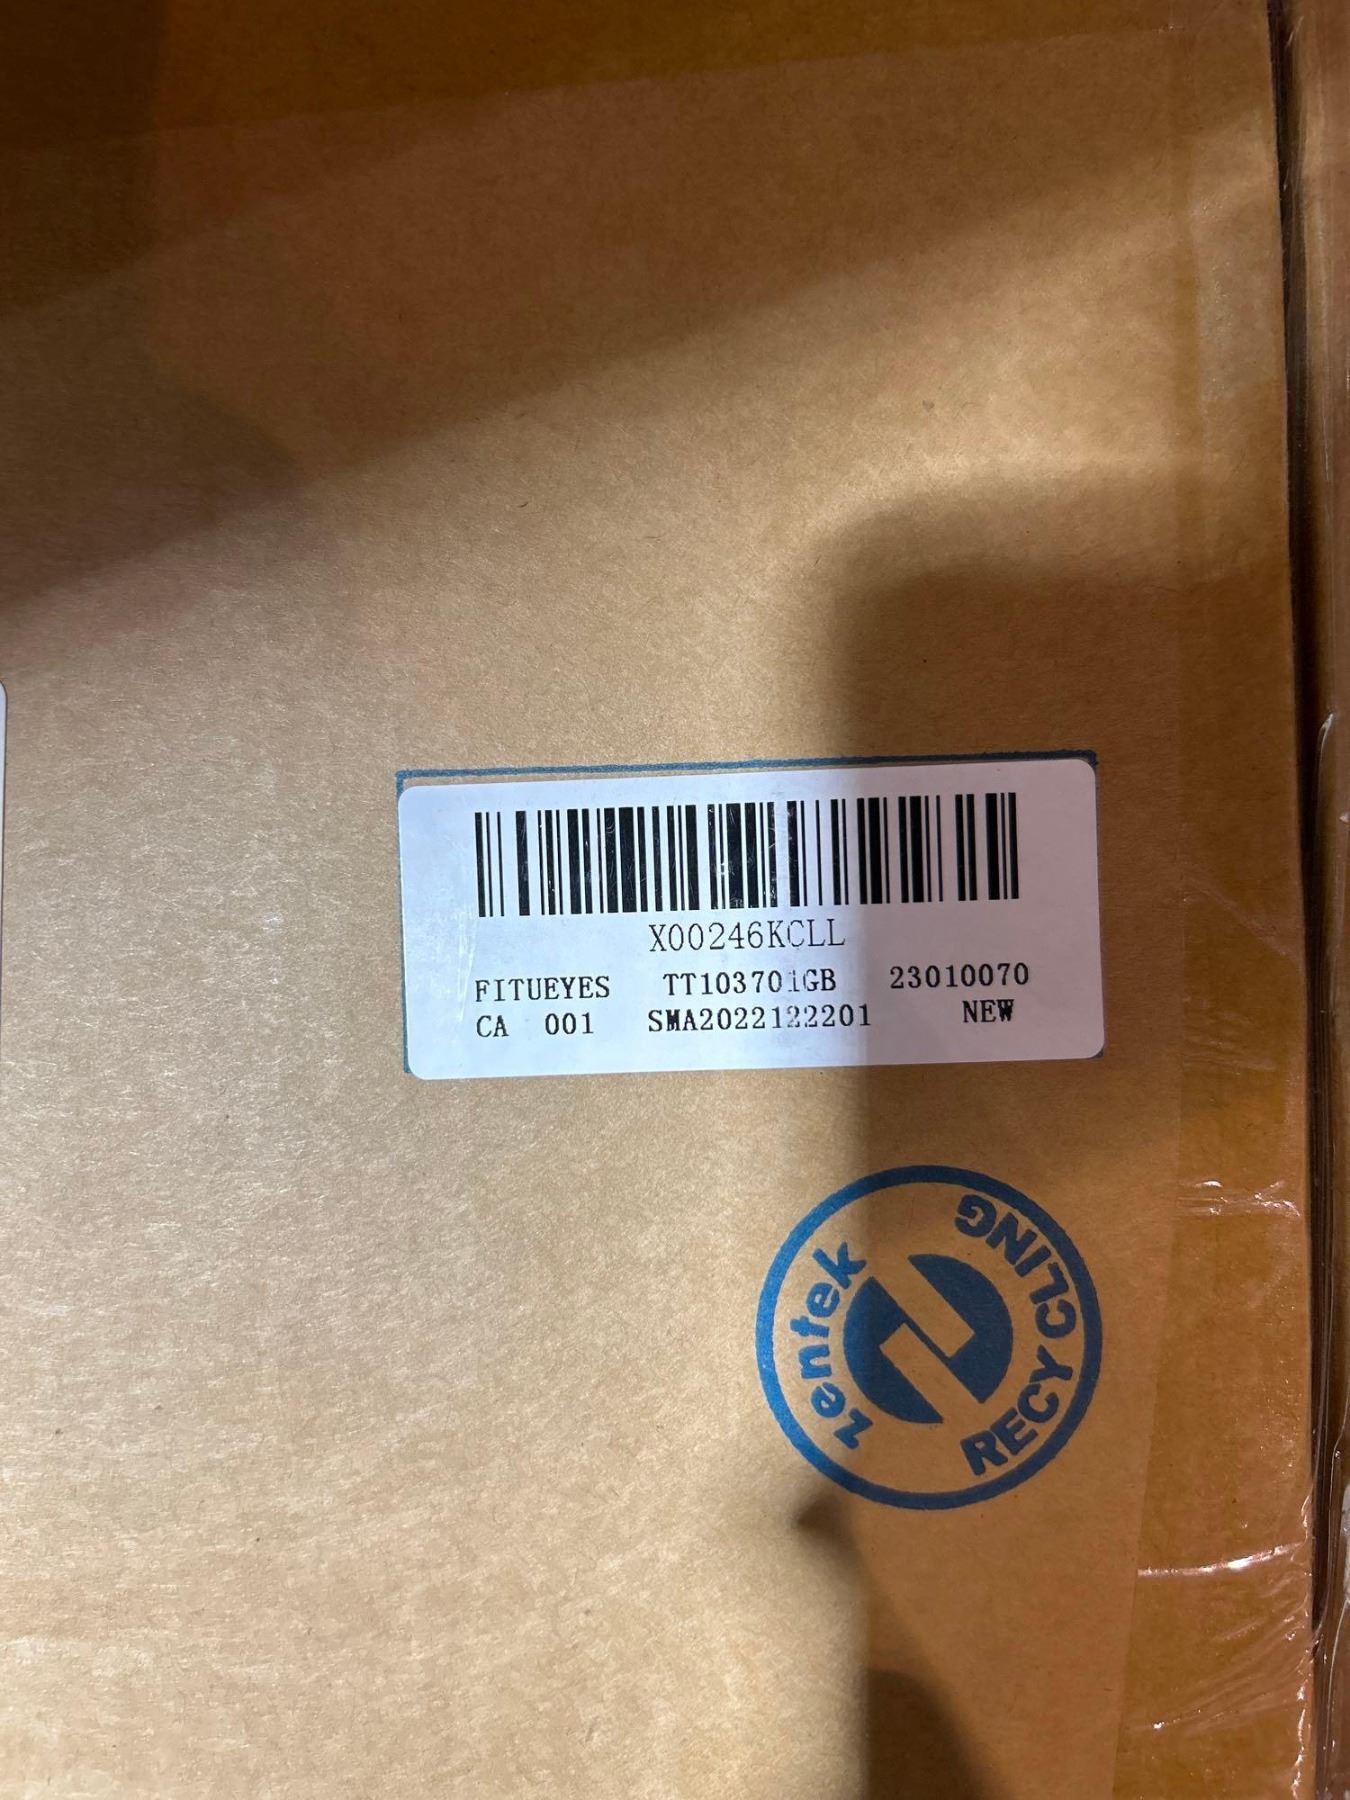 X00246KCLL
FITUEYES TT103701GB 23010070
CA 001 SMA2022122201 NEW
zentek
RECYCLING